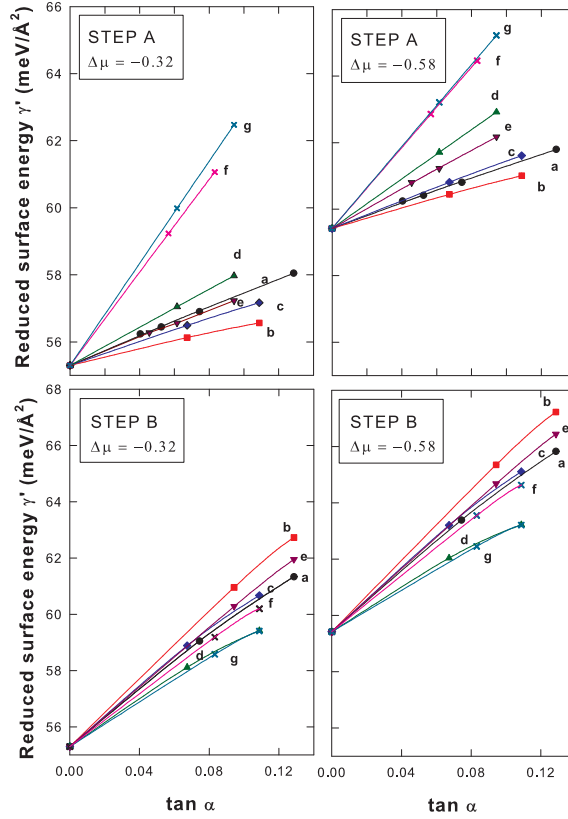 Reduced surface energy γ' (meV/Å²)
66
64
62
60
58
56
STEP A
Δμ = −0.32
g
f
d
a
e
c
b
STEP A
Δμ = −0.58
g
f
d
e
c
a
b
Reduced surface energy γ' (meV/Å²)
68
66
64
62
60
58
56
STEP B
Δμ = −0.32
b
e
a
c
f
d
g
0.00 0.04 0.08 0.12
tan α
STEP B
Δμ = −0.58
b
e
c
a
f
d
g
0.00 0.04 0.08 0.12
tan α